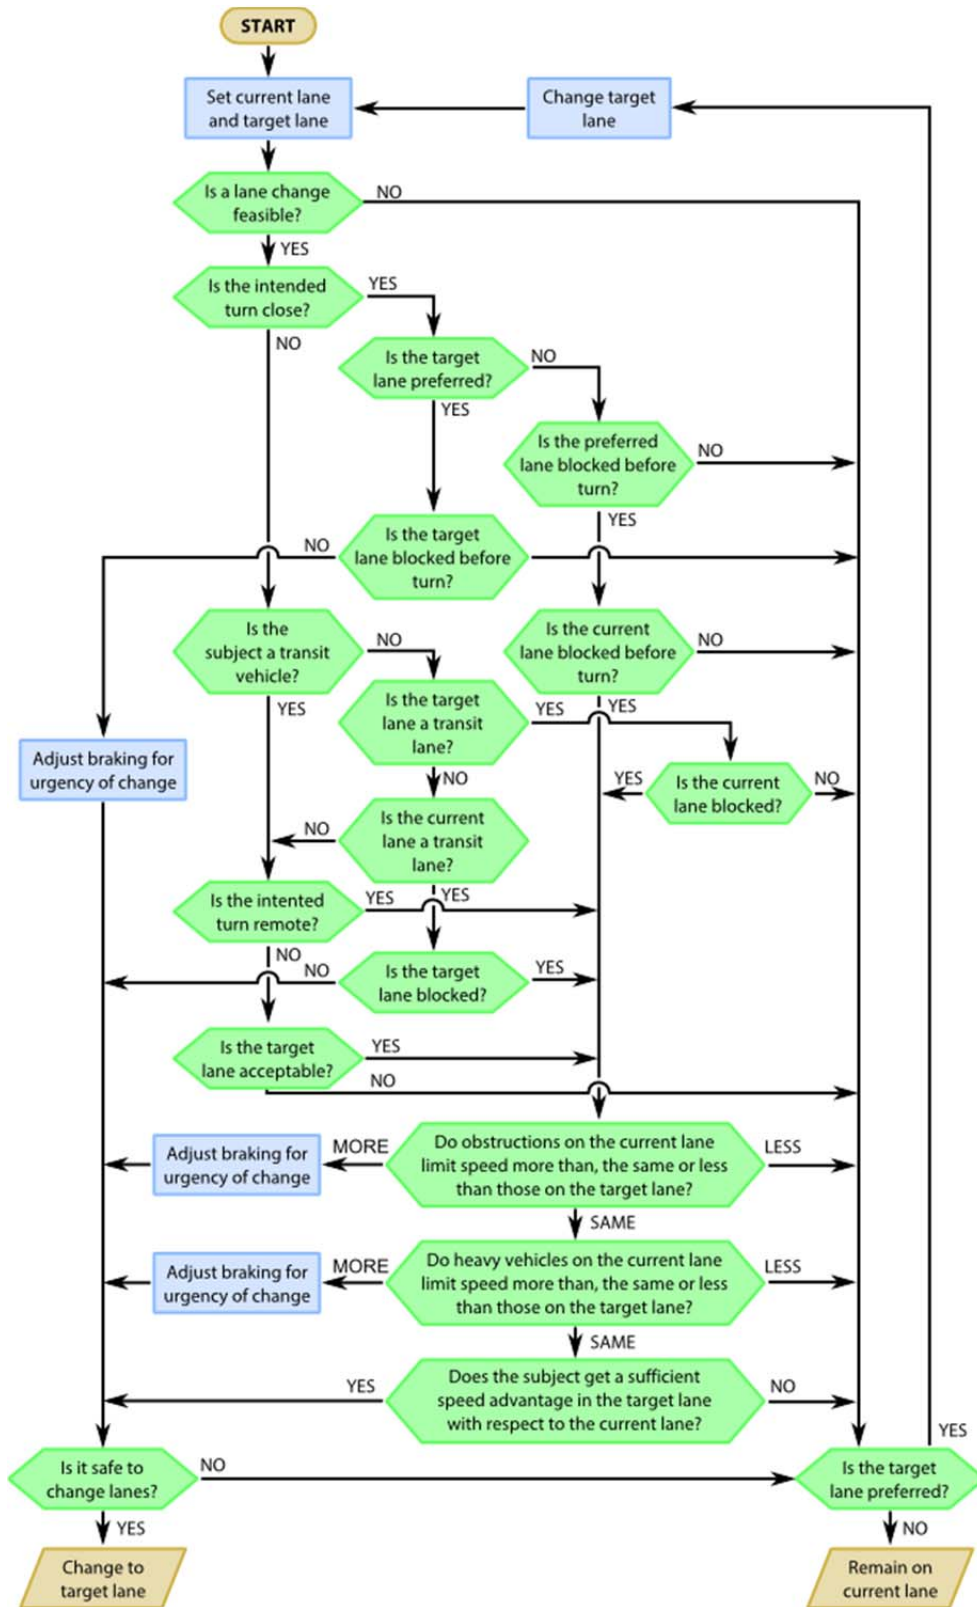 START
Set current lane
and target lane
Change target
lane
Is a lane change
feasible?
NO
YES
Is the intended
turn close?
YES
NO
Is the target
lane preferred?
NO
YES
Is the preferred
lane blocked before
turn?
NO
YES
Is the target
lane blocked before
turn?
NO
Is the
subject a transit
vehicle?
NO
YES
Is the current
lane blocked before
turn?
NO
YES
Is the target
lane a transit
lane?
YES
NO
Adjust braking for
urgency of change
Is the current
lane blocked?
YES
NO
Is the current
lane a transit
lane?
NO
YES
Is the intented
turn remote?
YES
NO
Is the target
lane blocked?
NO
YES
Is the target
lane acceptable?
YES
NO
Do obstructions on the current lane
limit speed more than, the same or less
than those on the target lane?
MORE
LESS
Adjust braking for
urgency of change
SAME
Do heavy vehicles on the current lane
limit speed more than, the same or less
than those on the target lane?
MORE
LESS
Adjust braking for
urgency of change
SAME
Does the subject get a sufficient
speed advantage in the target lane
with respect to the current lane?
YES
NO
Is it safe to
change lanes?
NO
YES
Is the target
lane preferred?
YES
NO
Change to
target lane
Remain on
current lane